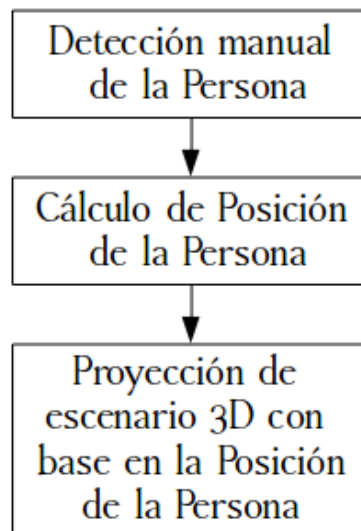 Detección manual
de la Persona
Cálculo de Posición
de la Persona
Proyección de
escenario 3D con
base en la Posición
de la Persona